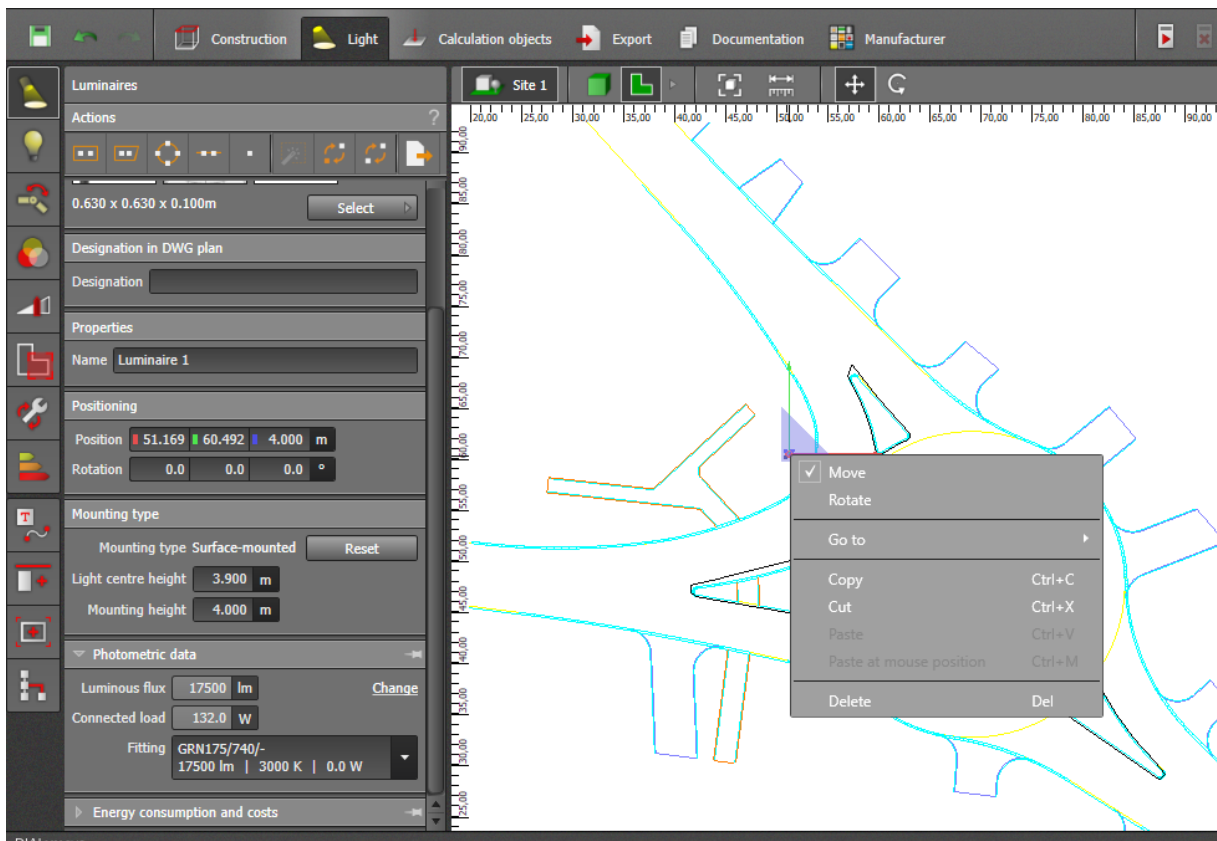 Construction Light Calculation objects Export Documentation Manufacturer
Luminaires
Site 1
Actions ?
20,00 25,00 30,00 35,00 40,00 45,00 50,00 55,00 60,00 65,00 70,00 75,00 80,00 85,00 90,00
0.630 x 0.630 x 0.100m Select
Designation in DWG plan
Designation
Properties
Name Luminaire 1
Positioning
Position 51.169 60.492 4.000 m
Rotation 0.0 0.0 0.0 °
Mounting type
Mounting type Surface-mounted Reset
Light centre height 3.900 m
Mounting height 4.000 m
Photometric data
Luminous flux 17500 lm Change
Connected load 132.0 W
Fitting GRN175/740/-
17500 lm | 3000 K | 0.0 W
Energy consumption and costs
T
90,00
85,00
80,00
75,00
70,00
65,00
60,00
55,00
50,00
45,00
40,00
35,00
30,00
25,00
Move
Rotate
Go to
Copy Ctrl+C
Cut Ctrl+X
Paste Ctrl+V
Paste at mouse position Ctrl+M
Delete Del